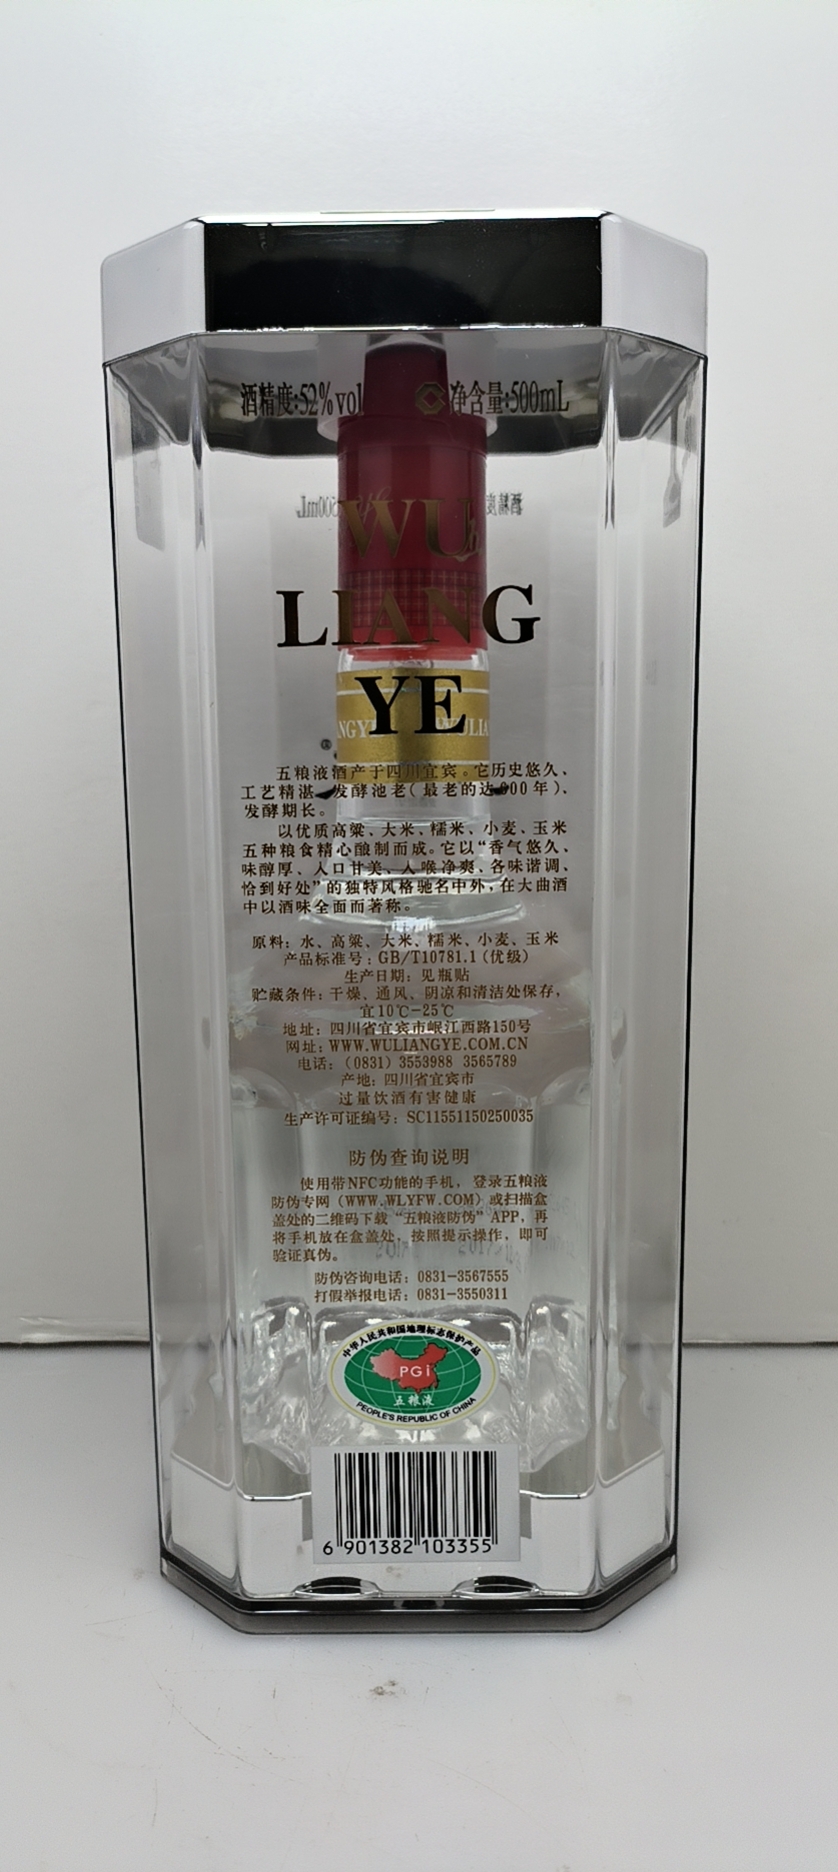 酒精度:52%vol 净含量:500mL
WU
LIANG
YE
五粮液酒产于四川宜宾。它历史悠久、
工艺精湛、发酵池老(最老的达900年)、
发酵期长。
以优质高粱、大米、糯米、小麦、玉米
五种粮食精心酿制而成。它以“香气悠久、
味醇厚、入口甘美、入喉净爽、各味谐调、
恰到好处”的独特风格驰名中外,在大曲酒
中以酒味全面而著称。
原料：水、高粱、大米、糯米、小麦、玉米
产品标准号：GB/T10781.1(优级)
生产日期：见瓶贴
贮藏条件：干燥、通风、阴凉和清洁处保存，
宜10℃-25℃
地址：四川省宜宾市岷江西路150号
网址：WWW.WULIANGYE.COM.CN
电话：(0831) 3553988 3565789
产地：四川省宜宾市
过量饮酒有害健康
生产许可证编号：SC11551150250035
防伪查询说明
使用带NFC功能的手机，登录五粮液
防伪专网（WWW.WLYFW.COM）或扫描盒
盖处的二维码下载“五粮液防伪”APP，再
将手机放在盒盖处，按照提示操作，即可
验证真伪。
防伪咨询电话：0831-3567555
打假举报电话：0831-3550311
中华人民共和国地理标志保护产品
PGI
五粮液
PEOPLE'S REPUBLIC OF CHINA
6 901382 103355